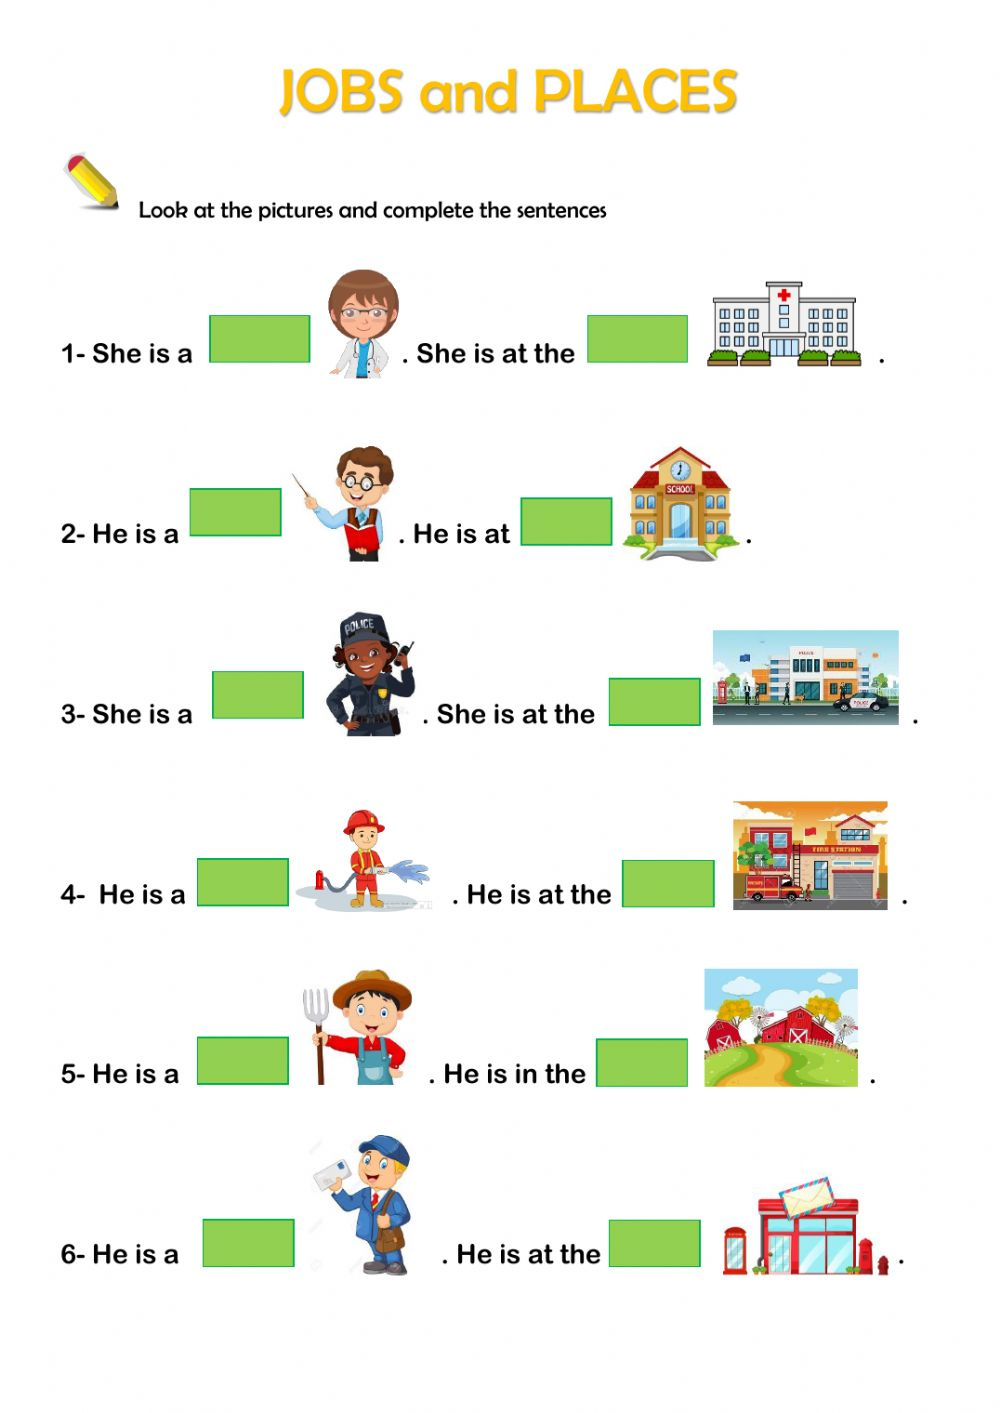 JOBS and PLACES
Look at the pictures and complete the sentences
1- She is a . She is at the .
2- He is a . He is at .
SCHOOL
POLICE
3- She is a . She is at the .
POLICE
POLICE
4- He is a . He is at the .
FIRE STATION
5- He is a . He is in the .
6- He is a . He is at the .